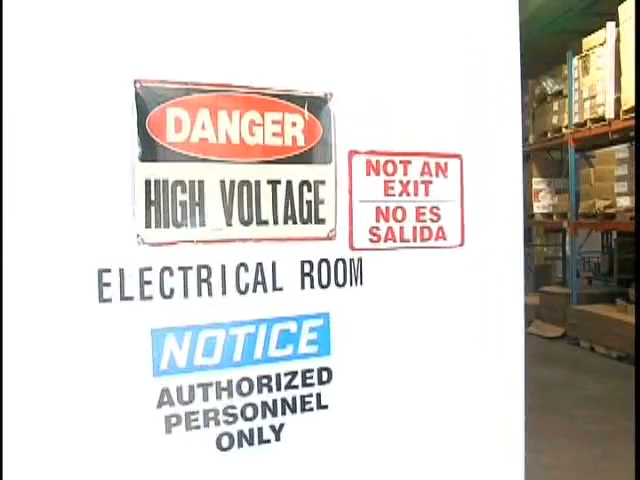 DANGER
HIGH VOLTAGE
NOT AN
EXIT
NO ES
SALIDA
ELECTRICAL ROOM
NOTICE
AUTHORIZED
PERSONNEL
ONLY